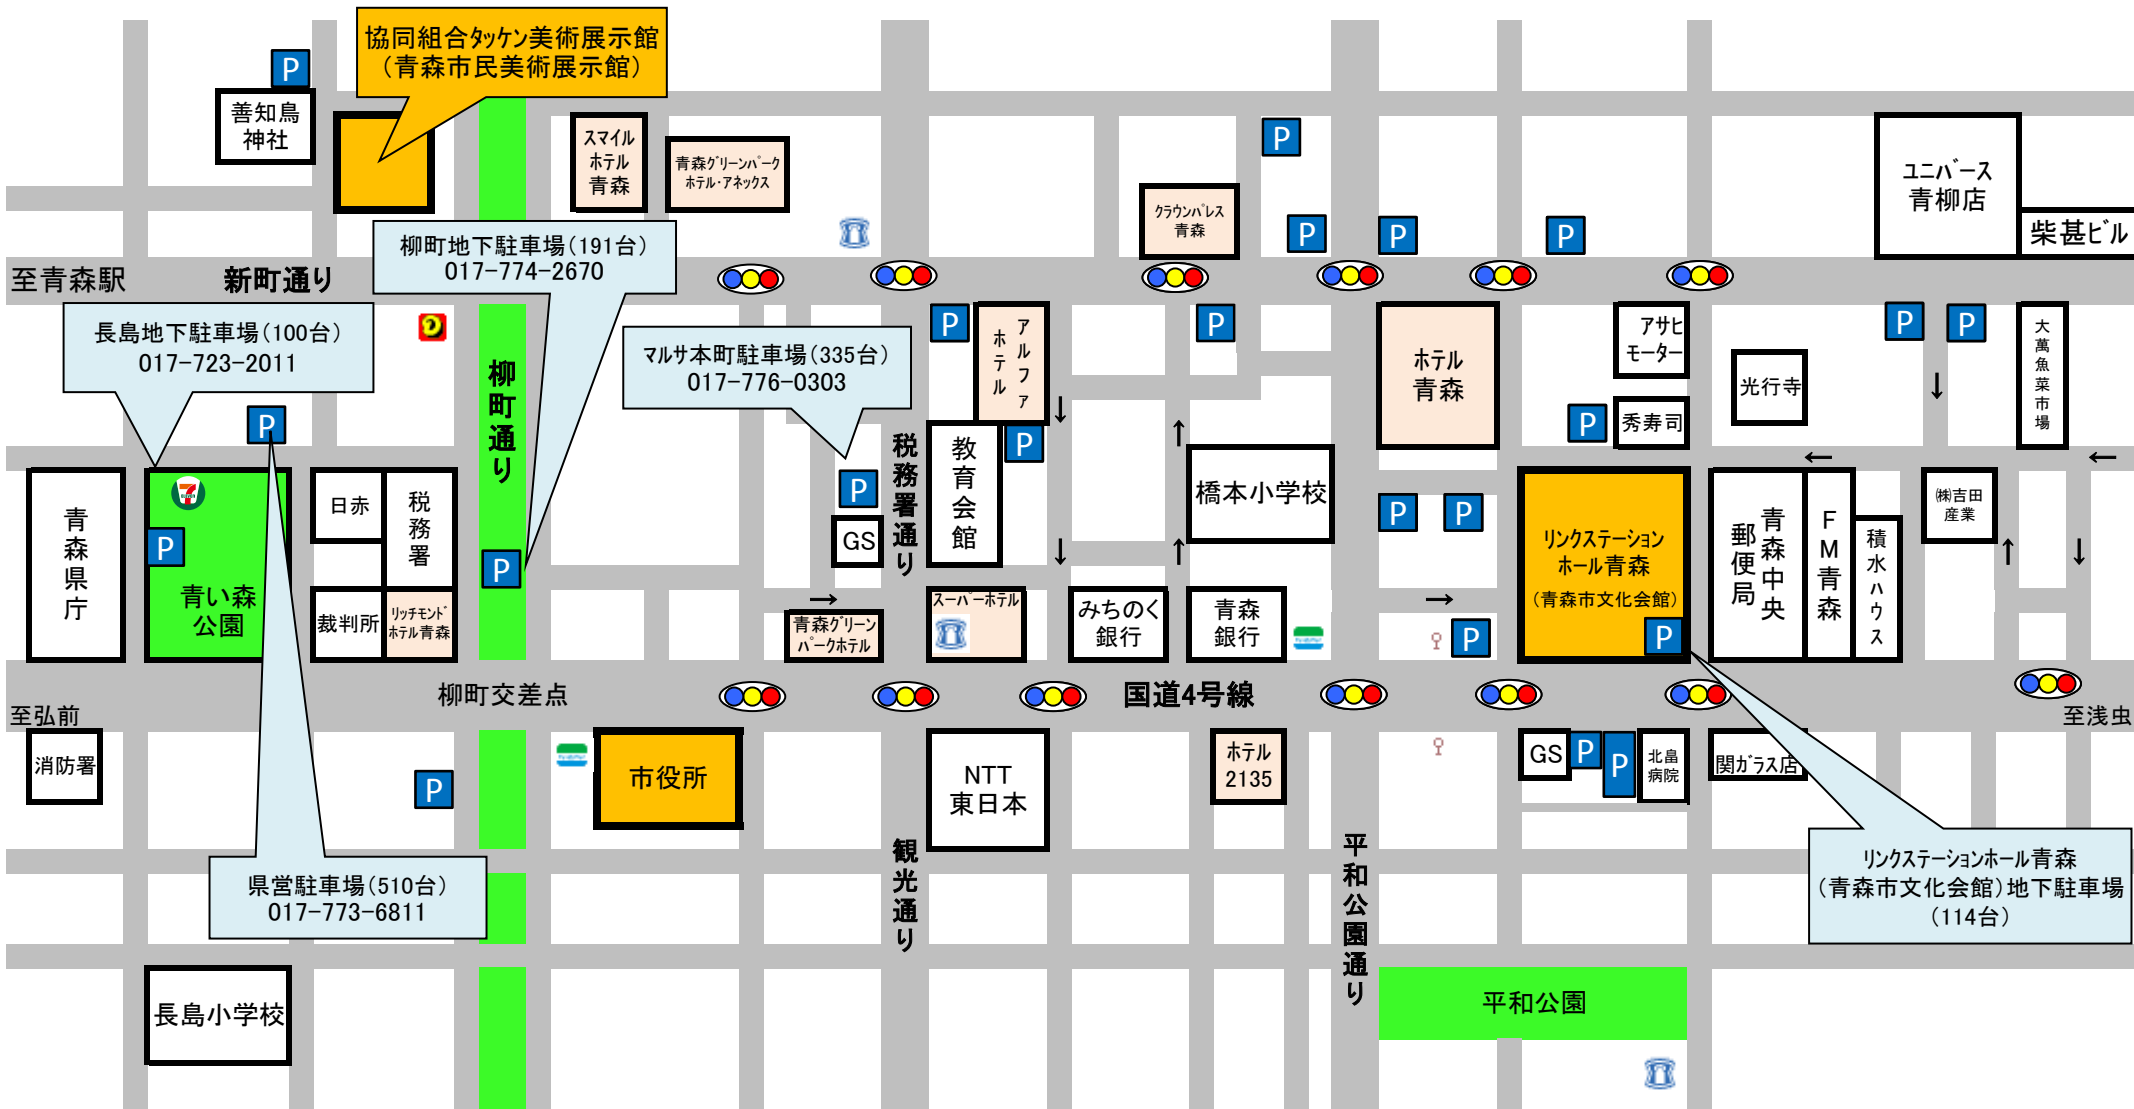 協同組合タッケン美術展示館
（青森市民美術展示館）
P
善知鳥
神社
スマイル
ホテル
青森
青森グリーンパーク
ホテル・アネックス
P
クラウンパレス
青森
P
P
P
ユニバース
青柳店
柴甚ビル
柳町地下駐車場（191台）
017-774-2670
至青森駅
新町通り
長島地下駐車場（100台）
017-723-2011
マルサ本町駐車場（335台）
017-776-0303
柳町通り
P
アルファ
ホテル
P
ホテル
青森
アサヒ
モーター
光行寺
P
P
大萬魚菜市場
P
P
秀寿司
P
税務署通り
教育会館
P
橋本小学校
P
P
青森県庁
7
ELEVEN
P
青い森
公園
日赤
税務署
裁判所
リッチモンド
ホテル青森
P
GS
スーパーホテル
青森グリーン
パークホテル
みちのく
銀行
青森
銀行
P
リンクステーション
ホール青森
（青森市文化会館）
P
青森中央
郵便局
FM青森
積水ハウス
㈱吉田
産業
柳町交差点
国道4号線
至弘前
至浅虫
消防署
P
市役所
NTT
東日本
ホテル
2135
GS
P
P
北畠
病院
関ガラス店
県営駐車場（510台）
017-773-6811
観光通り
平和公園通り
リンクステーションホール青森
（青森市文化会館）地下駐車場
（114台）
長島小学校
平和公園